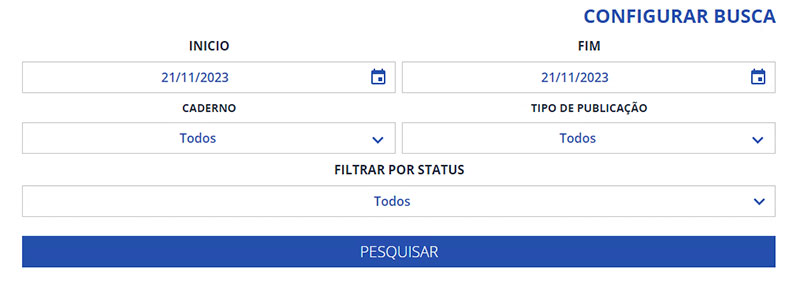 CONFIGURAR BUSCA
INICIO
FIM
21/11/2023
21/11/2023
CADERNO
TIPO DE PUBLICAÇÃO
Todos
Todos
FILTRAR POR STATUS
Todos
PESQUISAR